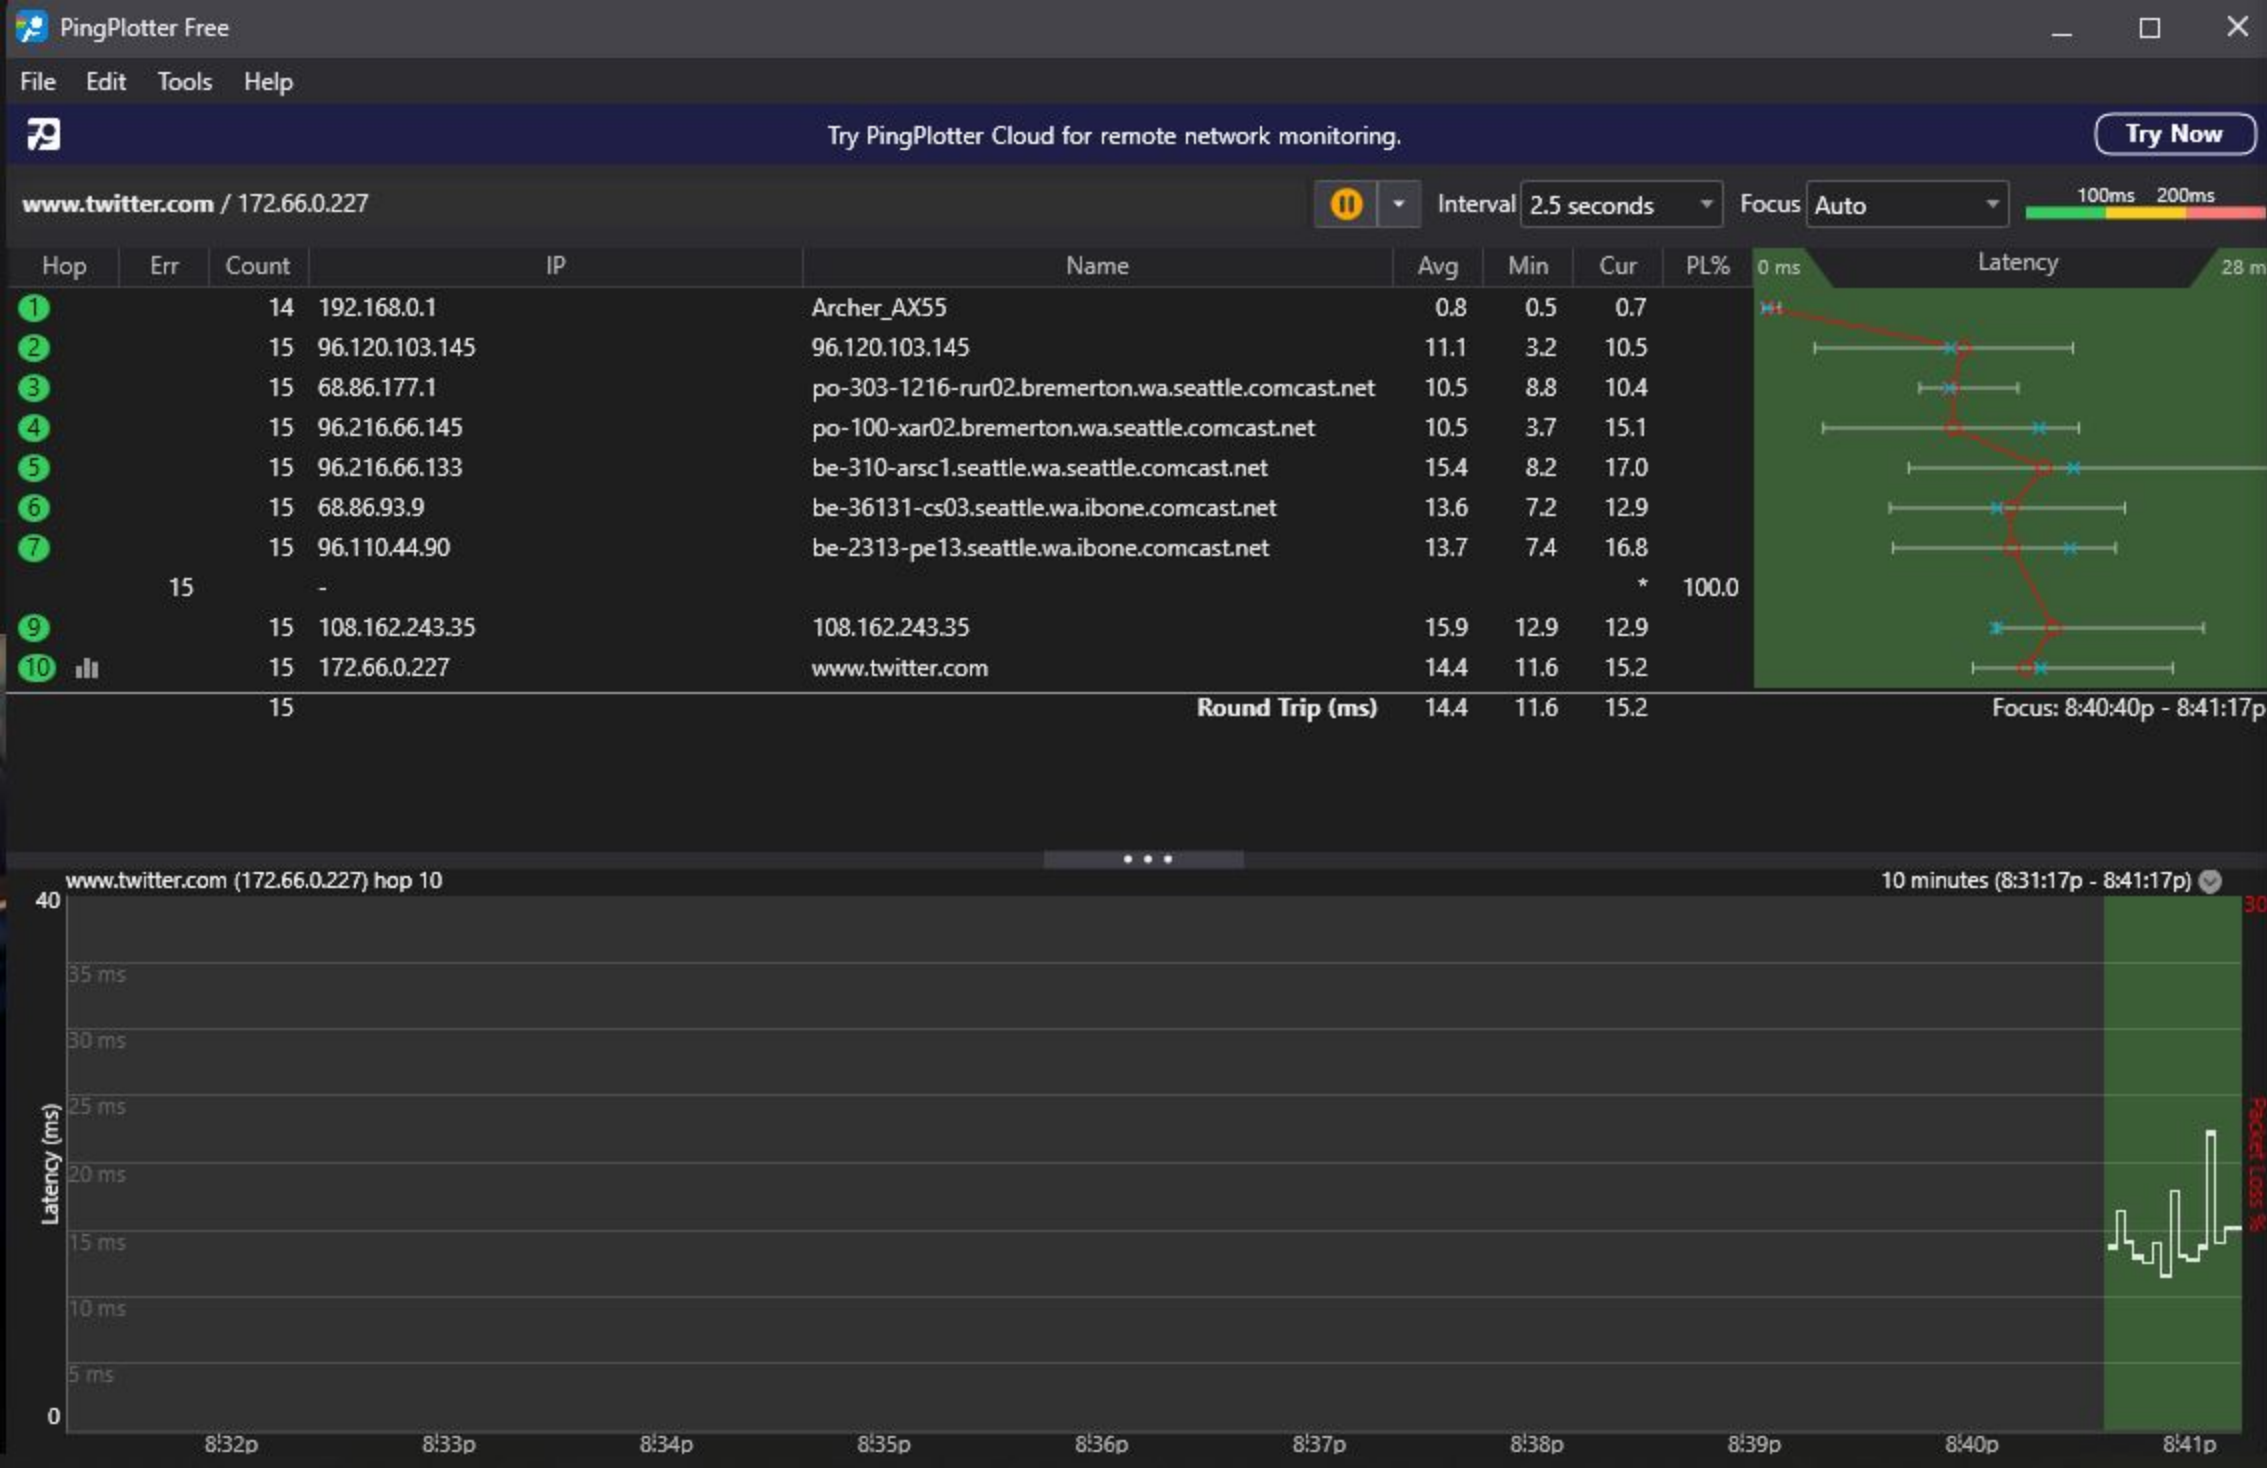 PingPlotter Free
File Edit Tools Help
Try PingPlotter Cloud for remote network monitoring. Try Now
www.twitter.com / 172.66.0.227 Interval 2.5 seconds Focus Auto 100ms 200ms
Hop Err Count IP Name Avg Min Cur PL% 0 ms Latency 28 m
1 14 192.168.0.1 Archer_AX55 0.8 0.5 0.7
2 15 96.120.103.145 96.120.103.145 11.1 3.2 10.5
3 15 68.86.177.1 po-303-1216-rur02.bremerton.wa.seattle.comcast.net 10.5 8.8 10.4
4 15 96.216.66.145 po-100-xar02.bremerton.wa.seattle.comcast.net 10.5 3.7 15.1
5 15 96.216.66.133 be-310-arsc1.seattle.wa.seattle.comcast.net 15.4 8.2 17.0
6 15 68.86.93.9 be-36131-cs03.seattle.wa.ibone.comcast.net 13.6 7.2 12.9
7 15 96.110.44.90 be-2313-pe13.seattle.wa.ibone.comcast.net 13.7 7.4 16.8
15 - * 100.0
9 15 108.162.243.35 108.162.243.35 15.9 12.9 12.9
10 15 172.66.0.227 www.twitter.com 14.4 11.6 15.2
15 Round Trip (ms) 14.4 11.6 15.2 Focus: 8:40:40p - 8:41:17p
www.twitter.com (172.66.0.227) hop 10 10 minutes (8:31:17p - 8:41:17p)
40 30
35 ms
30 ms
25 ms
20 ms
15 ms
10 ms
5 ms
0
Latency (ms)
Packet Loss %
8:32p 8:33p 8:34p 8:35p 8:36p 8:37p 8:38p 8:39p 8:40p 8:41p